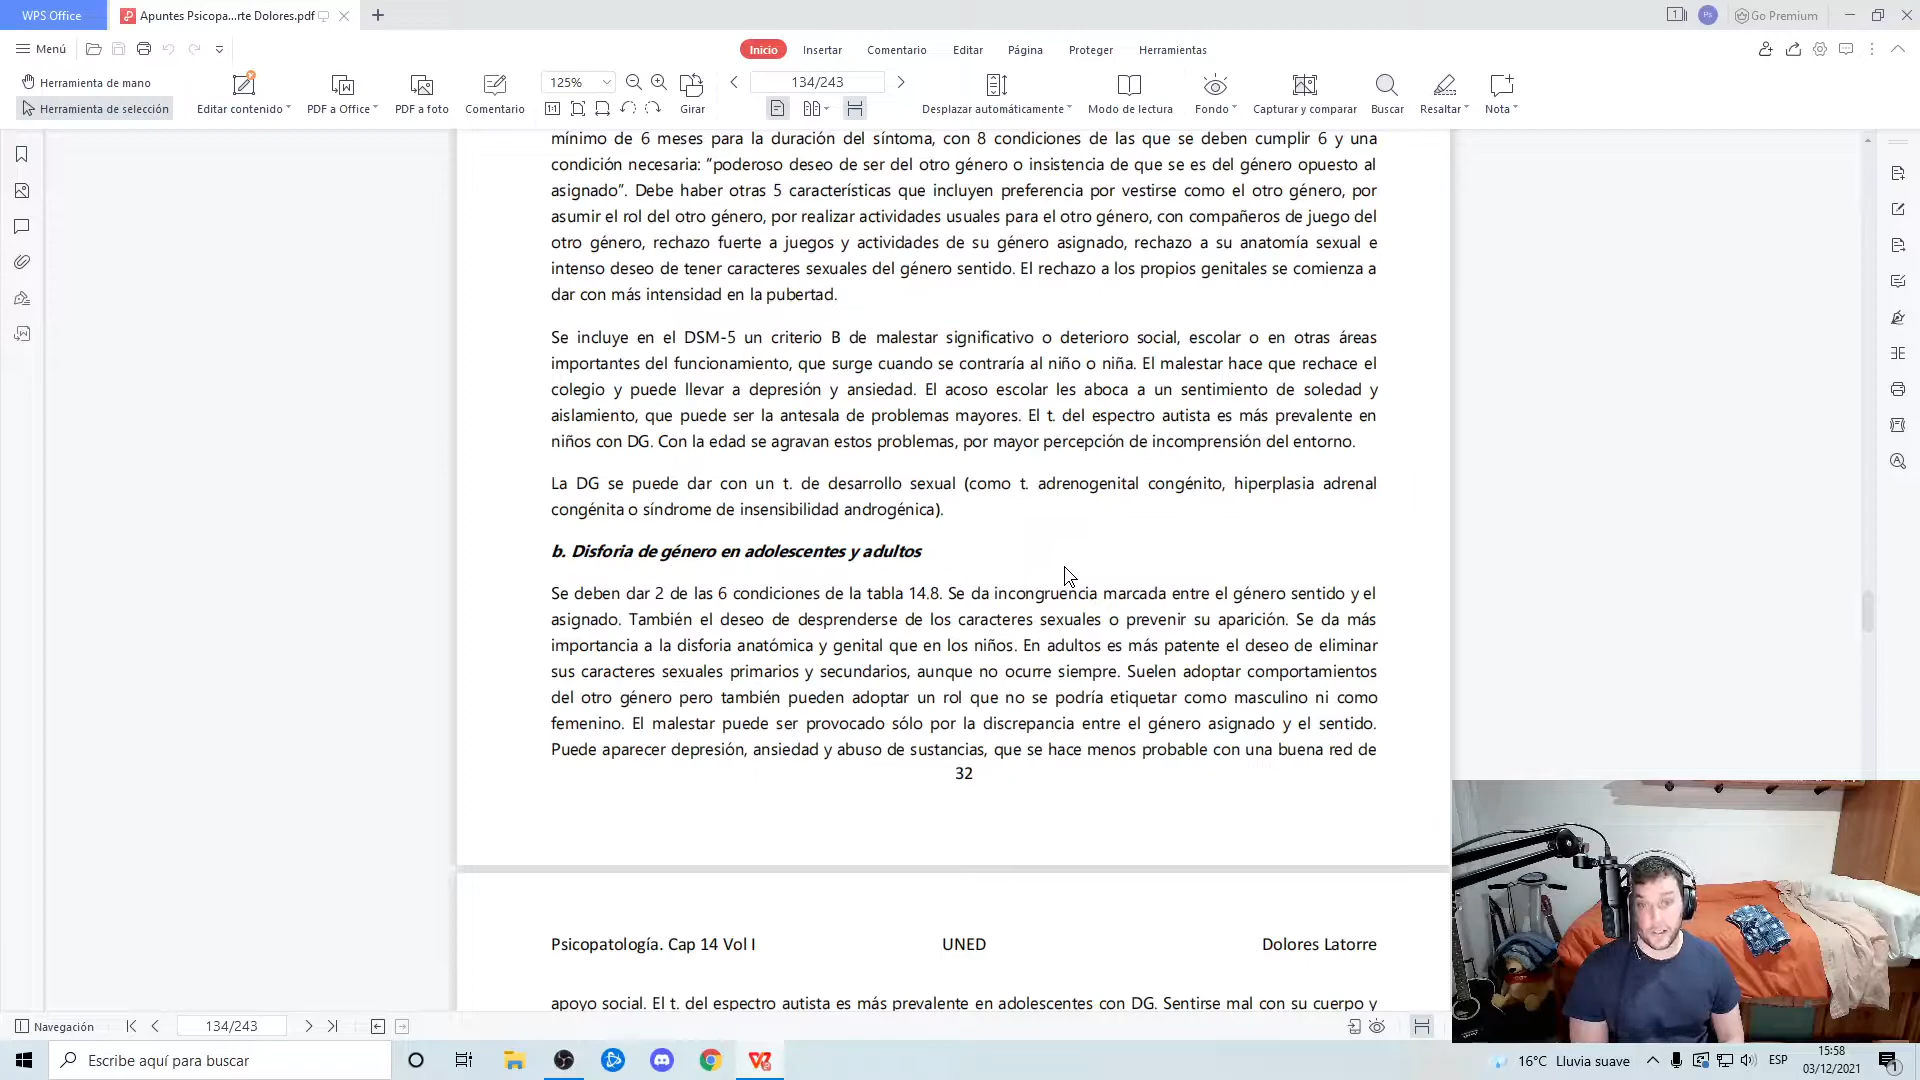 WPS Office
Apuntes Psicopa...rte Dolores.pdf
1
Ps
Go Premium
Menú
Inicio
Insertar
Comentario
Editar
Página
Proteger
Herramientas
Herramienta de mano
Herramienta de selección
Editar contenido
PDF a Office
PDF a foto
Comentario
125%
Girar
134/243
Desplazar automáticamente
Modo de lectura
Fondo
Capturar y comparar
Buscar
Resaltar
Nota
mínimo de 6 meses para la duración del síntoma, con 8 condiciones de las que se deben cumplir 6 y una
condición necesaria: “poderoso deseo de ser del otro género o insistencia de que se es del género opuesto al
asignado”. Debe haber otras 5 características que incluyen preferencia por vestirse como el otro género, por
asumir el rol del otro género, por realizar actividades usuales para el otro género, con compañeros de juego del
otro género, rechazo fuerte a juegos y actividades de su género asignado, rechazo a su anatomía sexual e
intenso deseo de tener caracteres sexuales del género sentido. El rechazo a los propios genitales se comienza a
dar con más intensidad en la pubertad.
Se incluye en el DSM-5 un criterio B de malestar significativo o deterioro social, escolar o en otras áreas
importantes del funcionamiento, que surge cuando se contraría al niño o niña. El malestar hace que rechace el
colegio y puede llevar a depresión y ansiedad. El acoso escolar les aboca a un sentimiento de soledad y
aislamiento, que puede ser la antesala de problemas mayores. El t. del espectro autista es más prevalente en
niños con DG. Con la edad se agravan estos problemas, por mayor percepción de incomprensión del entorno.
La DG se puede dar con un t. de desarrollo sexual (como t. adrenogenital congénito, hiperplasia adrenal
congénita o síndrome de insensibilidad androgénica).
b. Disforia de género en adolescentes y adultos
Se deben dar 2 de las 6 condiciones de la tabla 14.8. Se da incongruencia marcada entre el género sentido y el
asignado. También el deseo de desprenderse de los caracteres sexuales o prevenir su aparición. Se da más
importancia a la disforia anatómica y genital que en los niños. En adultos es más patente el deseo de eliminar
sus caracteres sexuales primarios y secundarios, aunque no ocurre siempre. Suelen adoptar comportamientos
del otro género pero también pueden adoptar un rol que no se podría etiquetar como masculino ni como
femenino. El malestar puede ser provocado sólo por la discrepancia entre el género asignado y el sentido.
Puede aparecer depresión, ansiedad y abuso de sustancias, que se hace menos probable con una buena red de
32
Psicopatología. Cap 14 Vol I
UNED
Dolores Latorre
apoyo social. El t. del espectro autista es más prevalente en adolescentes con DG. Sentirse mal con su cuerpo y
Navegación
134/243
Escribe aquí para buscar
16°C Lluvia suave
ESP
15:58
03/12/2021
1